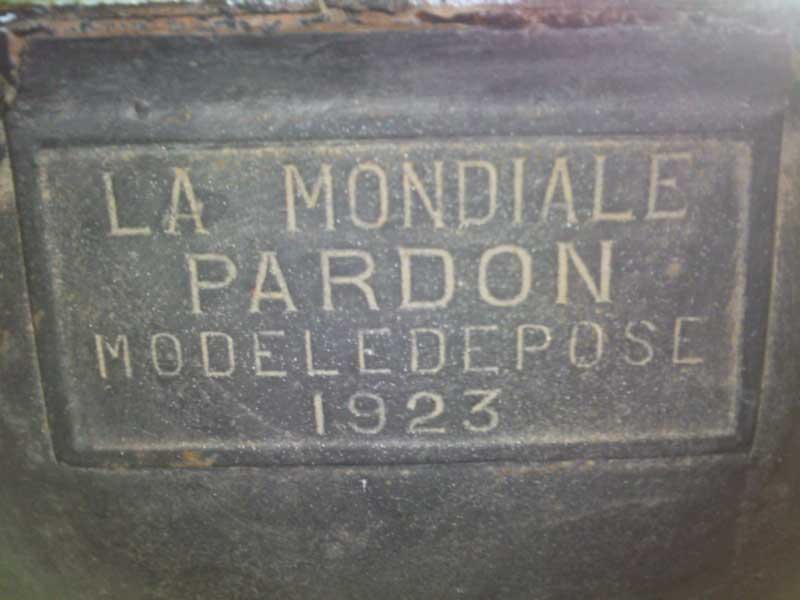 LA MONDIALE
PARDON
MODELEDEPOSE
1923